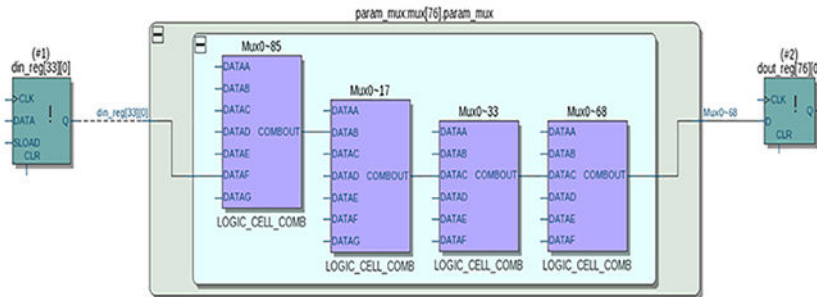 param_mux:mux[76].param_mux
(#1)
din_reg[33][0]
CLK
DATA
SLOAD
CLR
!
Q
din_reg[33][0]
Mux0~85
DATAA
DATAB
DATAC
DATAD
DATAE
DATAF
DATAG
COMBOUT
LOGIC_CELL_COMB
Mux0~17
DATAA
DATAB
DATAC
DATAD
DATAE
DATAF
DATAG
COMBOUT
LOGIC_CELL_COMB
Mux0~33
DATAA
DATAB
DATAC
DATAD
DATAE
DATAF
COMBOUT
LOGIC_CELL_COMB
Mux0~68
DATAA
DATAB
DATAC
DATAD
DATAE
DATAF
COMBOUT
LOGIC_CELL_COMB
Mux0~68
(#2)
dout_reg[76][0
CLK
D
CLR
!
Q